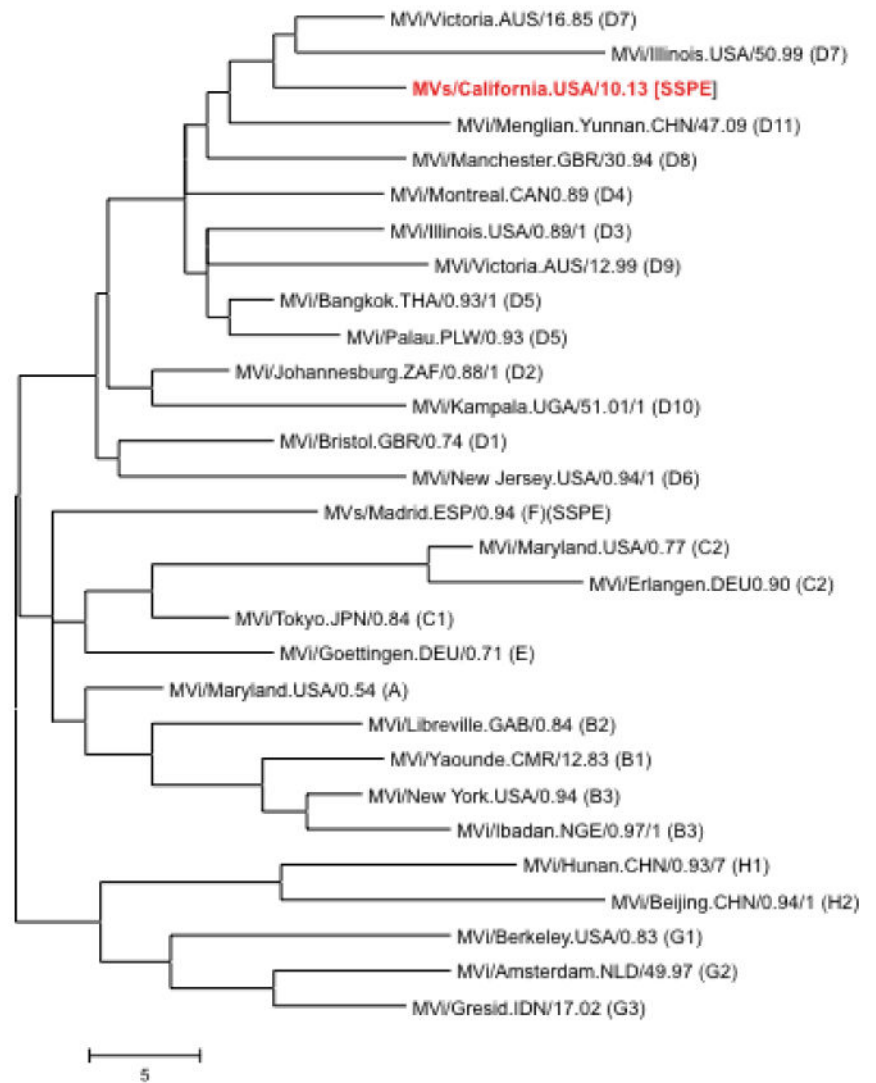 MVi/Victoria.AUS/16.85 (D7)
MVi/Illinois.USA/50.99 (D7)
MVs/California.USA/10.13 [SSPE]
MVi/Menglian.Yunnan.CHN/47.09 (D11)
MVi/Manchester.GBR/30.94 (D8)
MVi/Montreal.CAN0.89 (D4)
MVi/Illinois.USA/0.89/1 (D3)
MVi/Victoria.AUS/12.99 (D9)
MVi/Bangkok.THA/0.93/1 (D5)
MVi/Palau.PLW/0.93 (D5)
MVi/Johannesburg.ZAF/0.88/1 (D2)
MVi/Kampala.UGA/51.01/1 (D10)
MVi/Bristol.GBR/0.74 (D1)
MVi/New Jersey.USA/0.94/1 (D6)
MVs/Madrid.ESP/0.94 (F)(SSPE)
MVi/Maryland.USA/0.77 (C2)
MVi/Erlangen.DEU0.90 (C2)
MVi/Tokyo.JPN/0.84 (C1)
MVi/Goettingen.DEU/0.71 (E)
MVi/Maryland.USA/0.54 (A)
MVi/Libreville.GAB/0.84 (B2)
MVi/Yaounde.CMR/12.83 (B1)
MVi/New York.USA/0.94 (B3)
MVi/Ibadan.NGE/0.97/1 (B3)
MVi/Hunan.CHN/0.93/7 (H1)
MVi/Beijing.CHN/0.94/1 (H2)
MVi/Berkeley.USA/0.83 (G1)
MVi/Amsterdam.NLD/49.97 (G2)
MVi/Gresid.IDN/17.02 (G3)
5